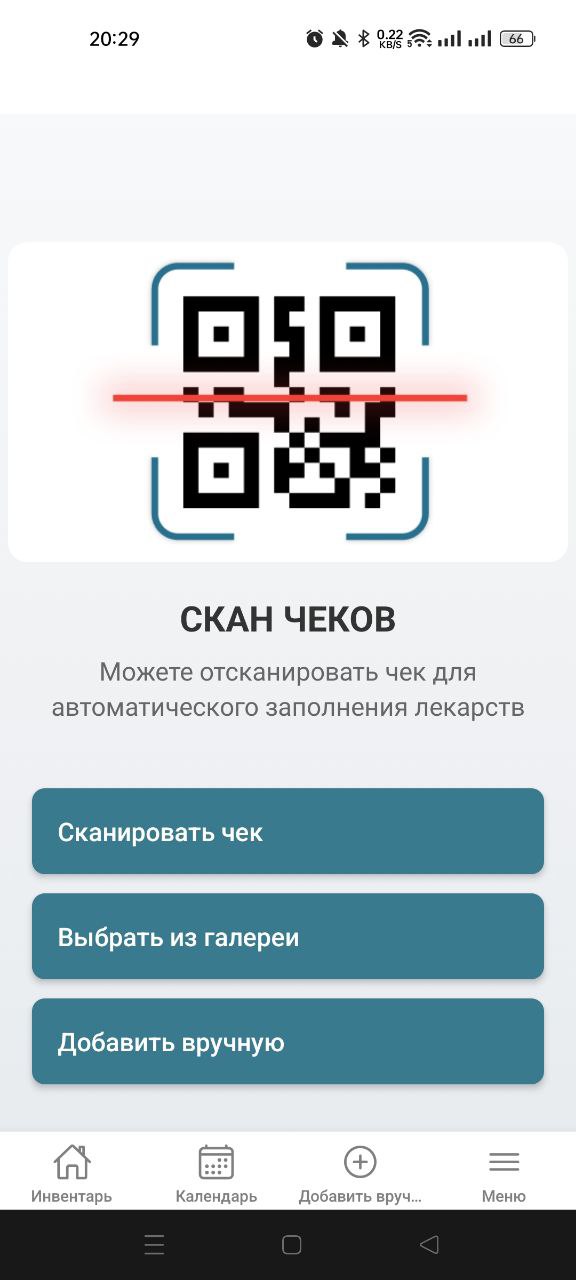 20:29
0.22
KB/S
5
66
СКАН ЧЕКОВ
Можете отсканировать чек для
автоматического заполнения лекарств
Сканировать чек
Выбрать из галереи
Добавить вручную
Инвентарь
Календарь
Добавить вруч...
Меню